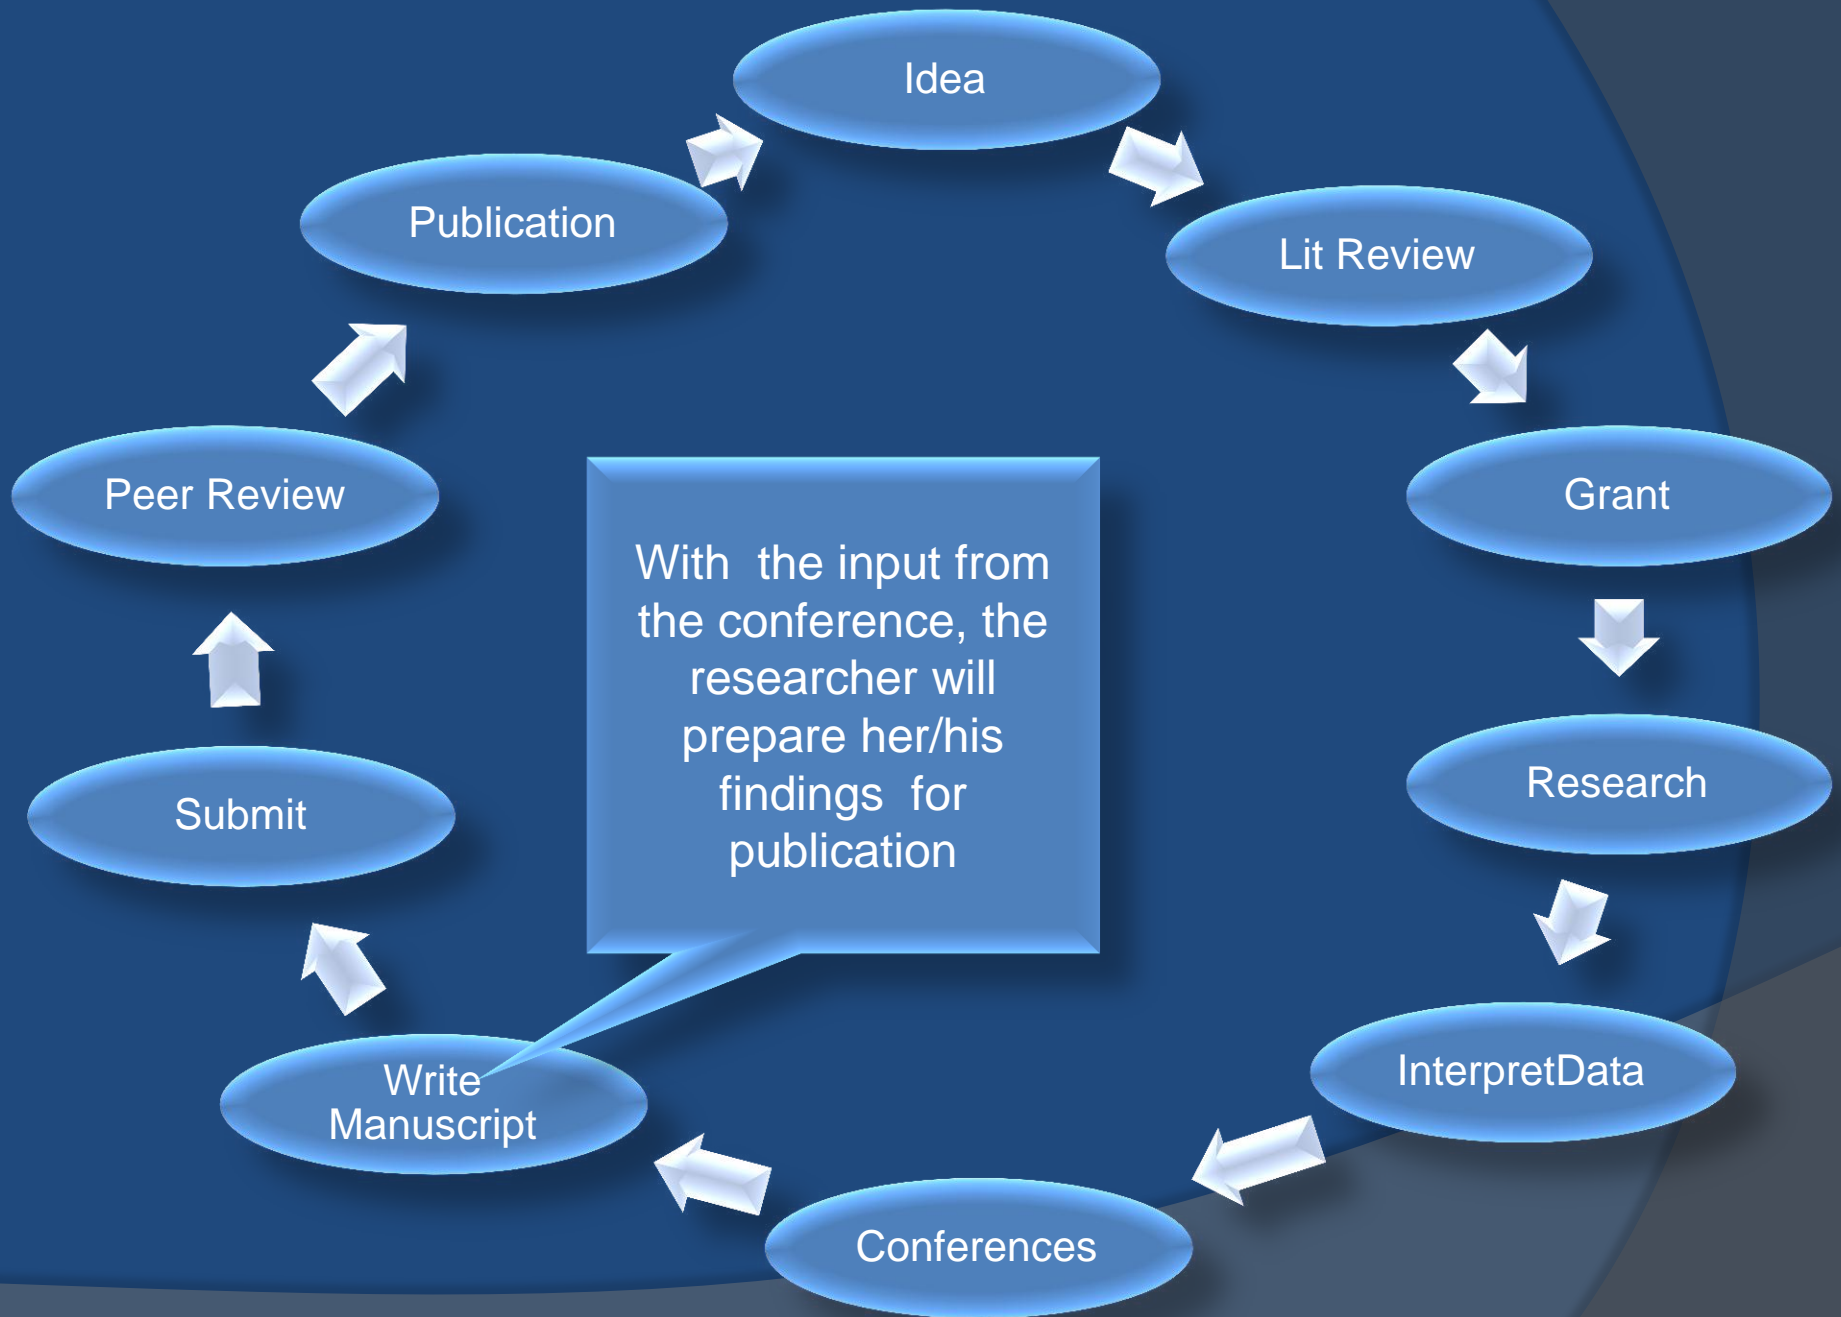 Idea
Lit Review
Grant
Research
InterpretData
Conferences
Write
Manuscript
Submit
Peer Review
Publication
With  the input from
the conference, the
researcher will
prepare her/his
findings  for
publication